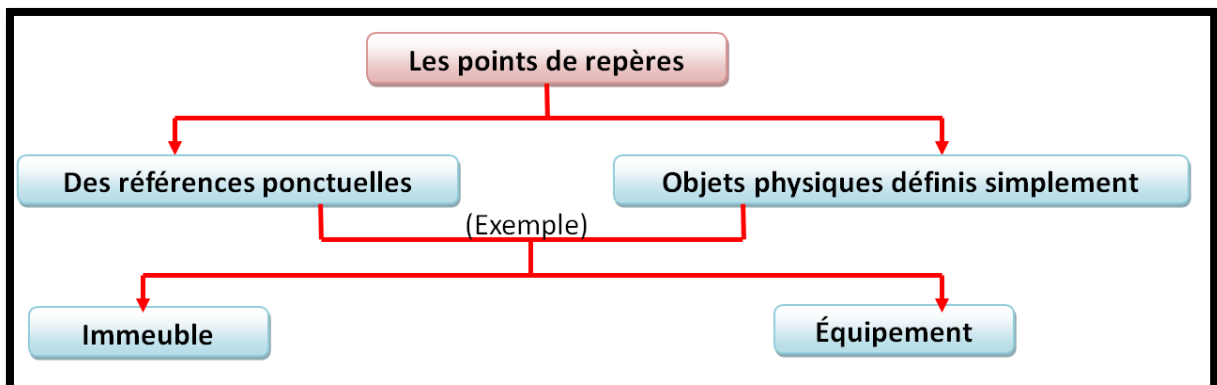 Les points de repères
Des références ponctuelles
Objets physiques définis simplement
(Exemple)
Immeuble
Équipement